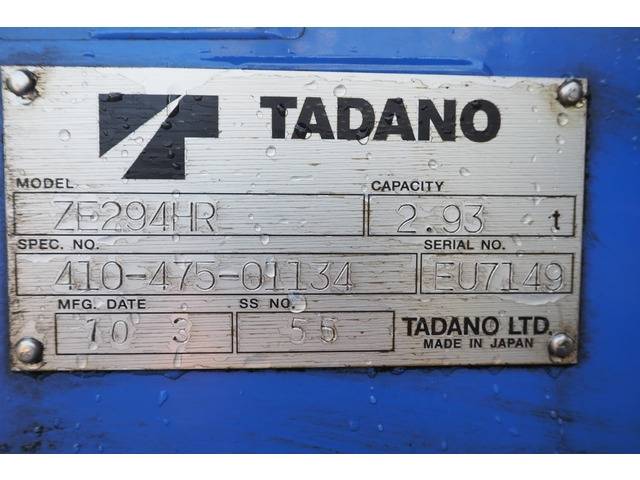 TADANO
MODEL CAPACITY
ZE294HR 2.93 t
SPEC. NO. SERIAL NO.
410-475-01134 EU7149
MFG. DATE SS NO.
10 3 55 TADANO LTD.
MADE IN JAPAN